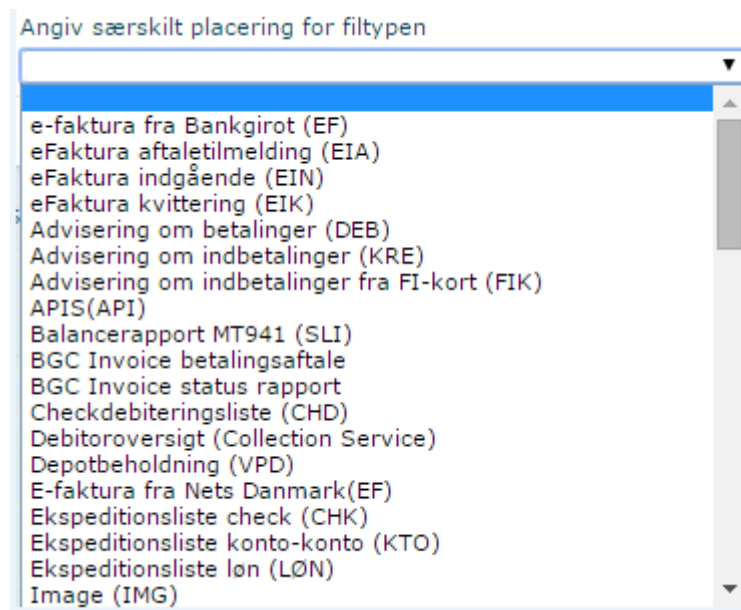 Angiv særskilt placering for filtypen
e-faktura fra Bankgirot (EF)
eFaktura aftaletilmelding (EIA)
eFaktura indgående (EIN)
eFaktura kvittering (EIK)
Advisering om betalinger (DEB)
Advisering om indbetalinger (KRE)
Advisering om indbetalinger fra FI-kort (FIK)
APIS(API)
Balancerapport MT941 (SLI)
BGC Invoice betalingsaftale
BGC Invoice status rapport
Checkdebiteringsliste (CHD)
Debitoroversigt (Collection Service)
Depotbeholdning (VPD)
E-faktura fra Nets Danmark(EF)
Ekspeditionsliste check (CHK)
Ekspeditionsliste konto-konto (KTO)
Ekspeditionsliste løn (LØN)
Image (IMG)